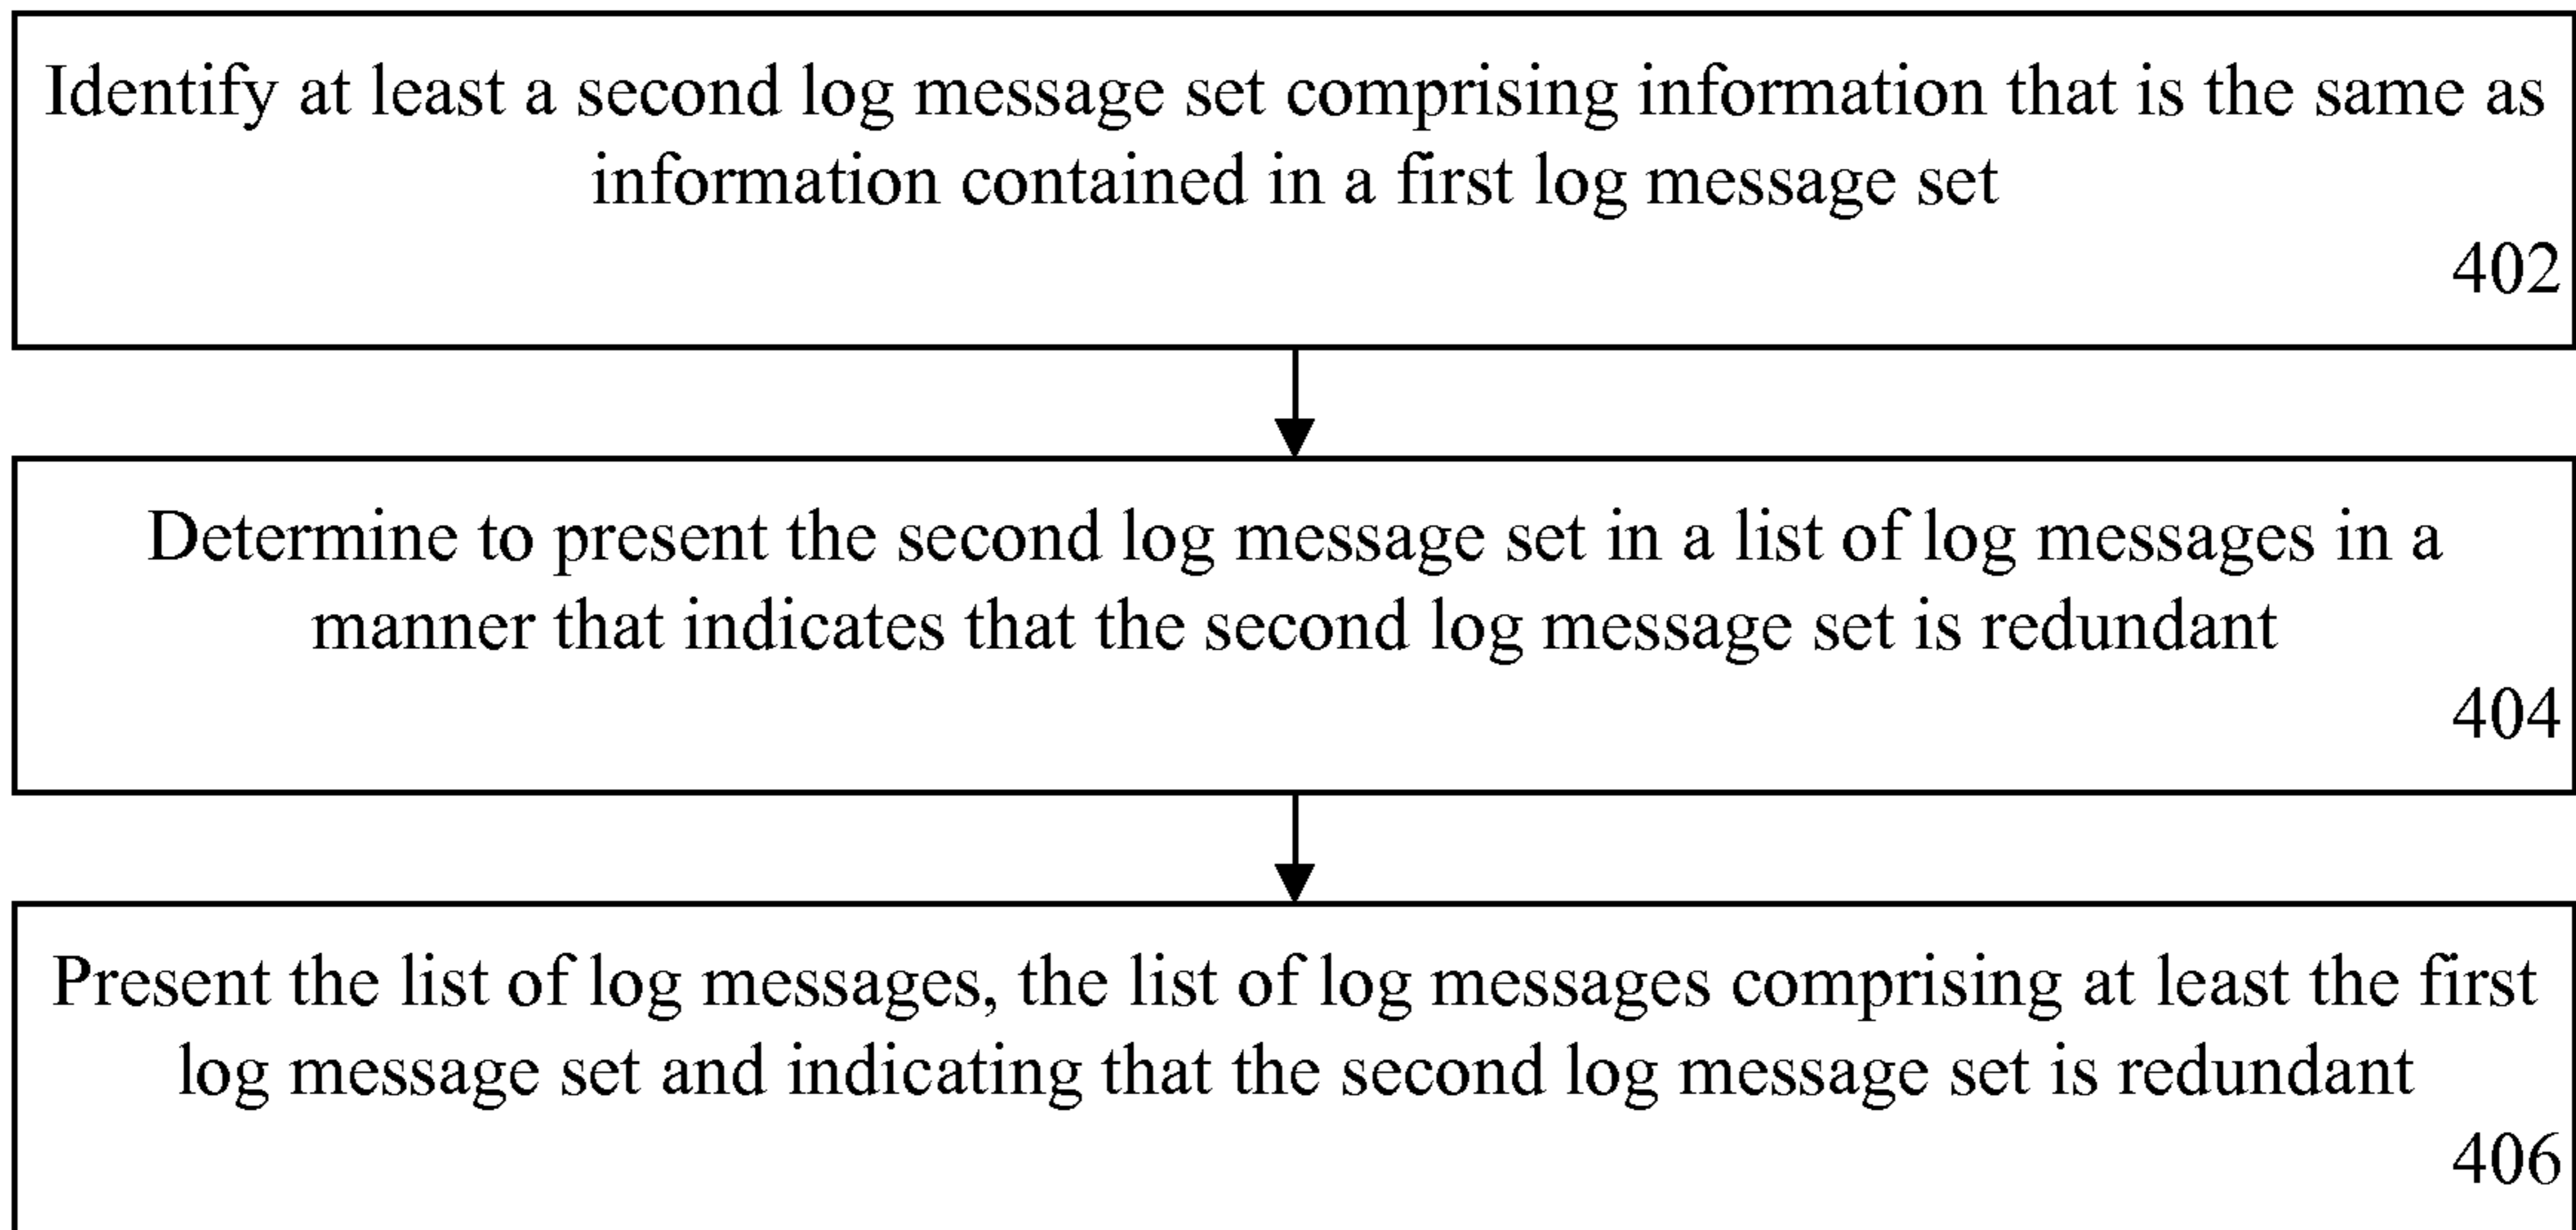 Identify at least a second log message set comprising information that is the same as
information contained in a first log message set
402
Determine to present the second log message set in a list of log messages in a
manner that indicates that the second log message set is redundant
404
Present the list of log messages, the list of log messages comprising at least the first
log message set and indicating that the second log message set is redundant
406